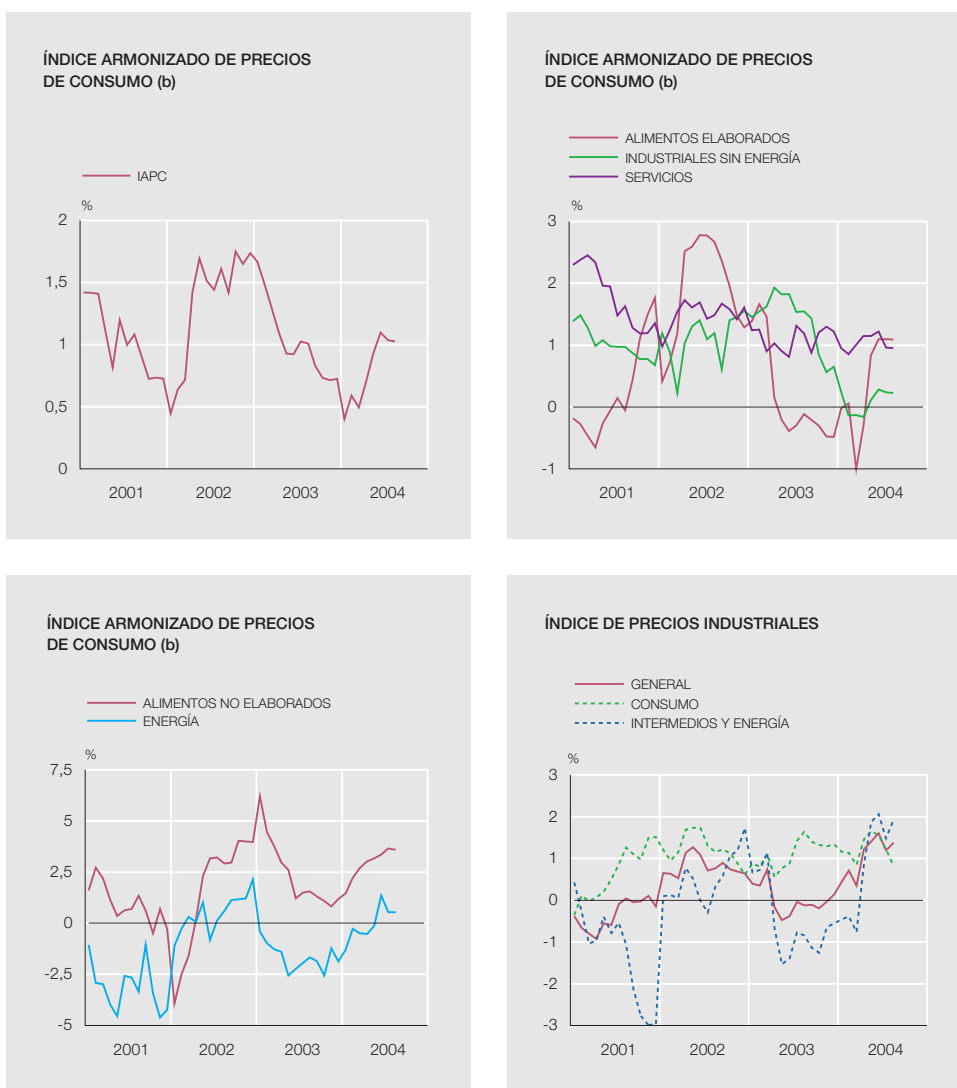 ÍNDICE ARMONIZADO DE PRECIOS
DE CONSUMO (b)
IAPC
%
2
1,5
1
0,5
0
2001 2002 2003 2004
ÍNDICE ARMONIZADO DE PRECIOS
DE CONSUMO (b)
ALIMENTOS ELABORADOS
INDUSTRIALES SIN ENERGÍA
SERVICIOS
%
3
2
1
0
-1
2001 2002 2003 2004
ÍNDICE ARMONIZADO DE PRECIOS
DE CONSUMO (b)
ALIMENTOS NO ELABORADOS
ENERGÍA
%
7,5
5
2,5
0
-2,5
-5
2001 2002 2003 2004
ÍNDICE DE PRECIOS INDUSTRIALES
GENERAL
CONSUMO
INTERMEDIOS Y ENERGÍA
%
3
2
1
0
-1
-2
-3
2001 2002 2003 2004